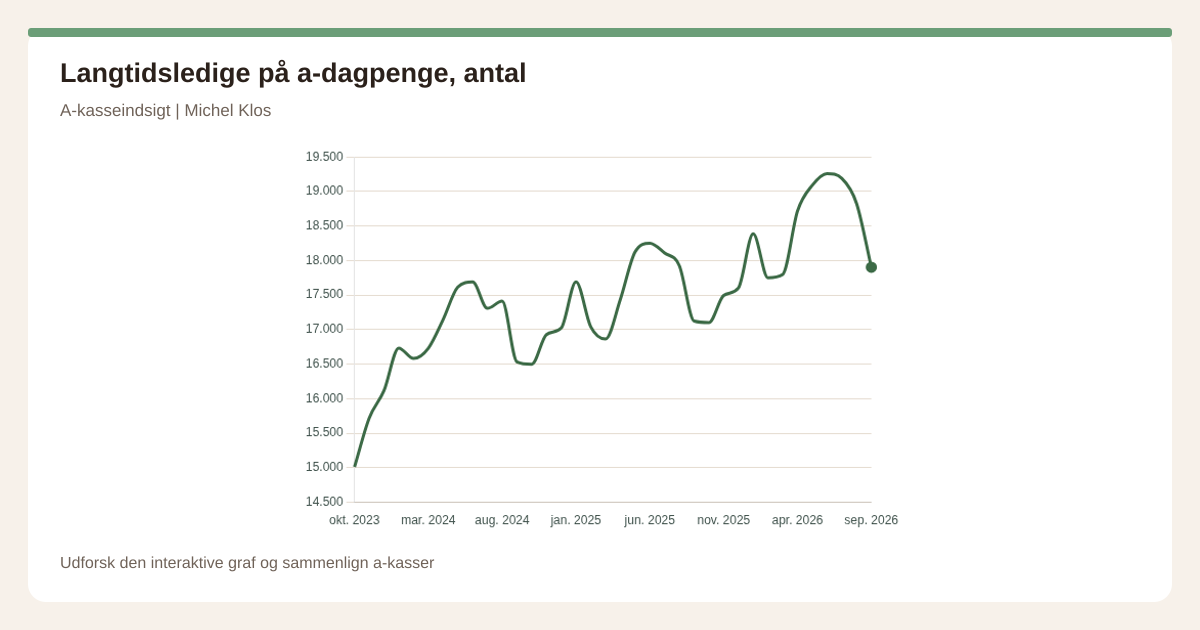 Langtidsledige på a-dagpenge, antal
A-kasseindsigt | Michel Klos
19.500
19.000
18.500
18.000
17.500
17.000
16.500
16.000
15.500
15.000
14.500
okt. 2023 mar. 2024 aug. 2024 jan. 2025 jun. 2025 nov. 2025 apr. 2026 sep. 2026
Udforsk den interaktive graf og sammenlign a-kasser